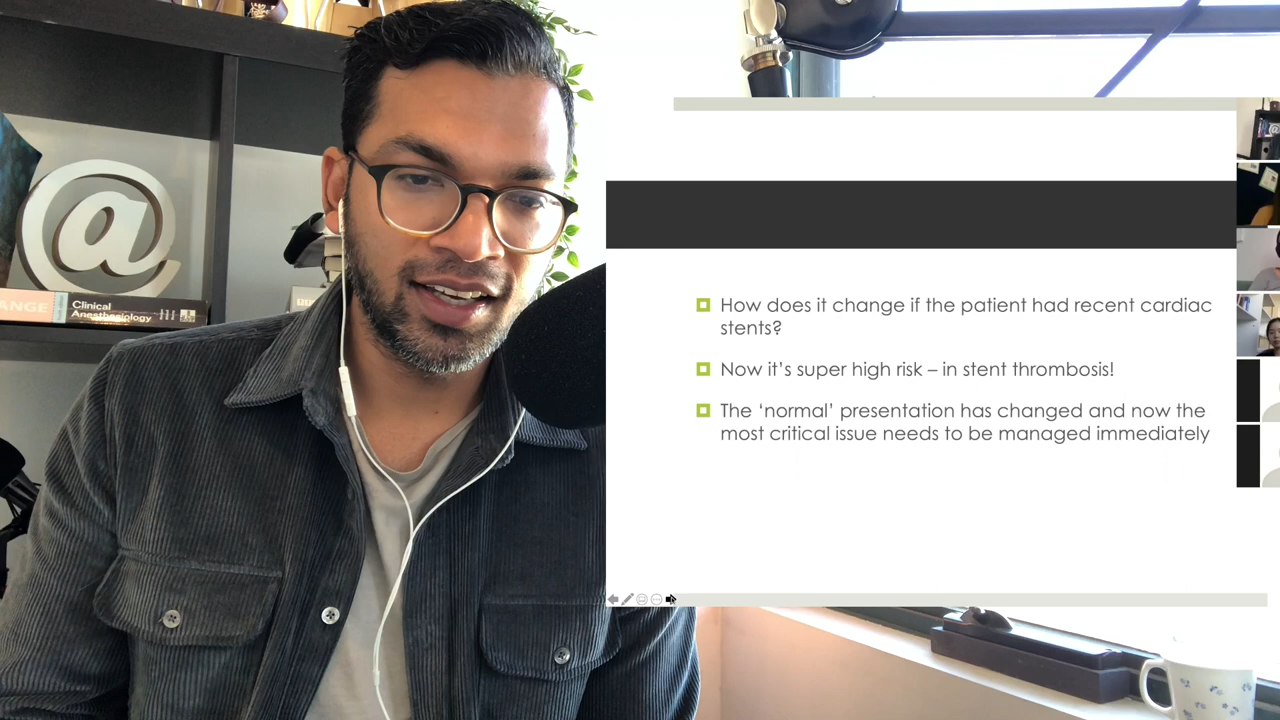 @
ANGE
Clinical
Anesthesiology
How does it change if the patient had recent cardiac
stents?
Now it's super high risk – in stent thrombosis!
The ‘normal’ presentation has changed and now the
most critical issue needs to be managed immediately